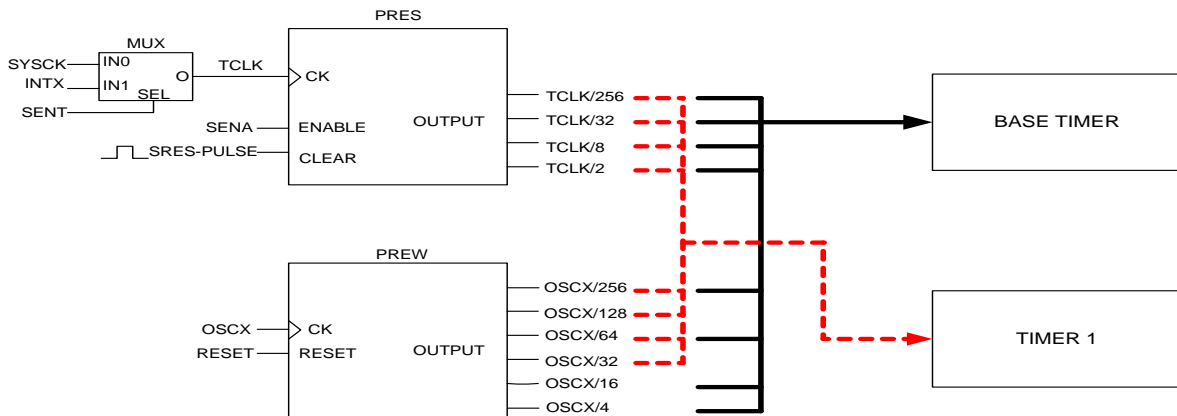 PRES
MUX
SYSCK
IN0
TCLK
O
INTX
IN1
CK
SEL
SENT
TCLK/256
TCLK/32
BASE TIMER
SENA
ENABLE
OUTPUT
TCLK/8
SRES-PULSE
CLEAR
TCLK/2
PREW
OSCX/256
OSCX/128
OSCX
CK
OSCX/64
TIMER 1
RESET
RESET
OUTPUT
OSCX/32
OSCX/16
OSCX/4